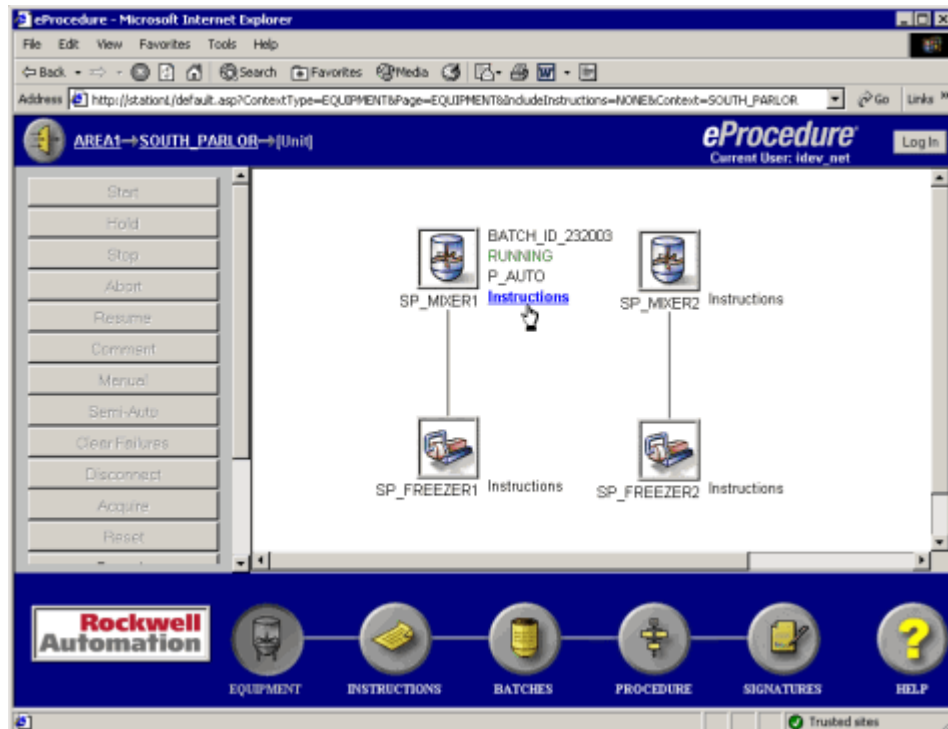 eProcedure - Microsoft Internet Explorer
File Edit View Favorites Tools Help
Back Search Favorites Media
Address http://station1/default.asp?ContextType=EQUIPMENT&Page=EQUIPMENT&IncludeInstructions=NONE&Context=SOUTH_PARLOR Go Links »
AREA1→SOUTH_PARLOR→[Unit]
eProcedure
Current User: idev_net
Log In
Start
Hold
Stop
Abort
Resume
Comment
Manual
Semi-Auto
Clear Failures
Disconnect
Acquire
Reset
BATCH_ID_232003
RUNNING
P_AUTO
Instructions
SP_MIXER1
SP_MIXER2
Instructions
SP_FREEZER1
Instructions
SP_FREEZER2
Instructions
Rockwell
Automation
EQUIPMENT
INSTRUCTIONS
BATCHES
PROCEDURE
SIGNATURES
HELP
Trusted sites